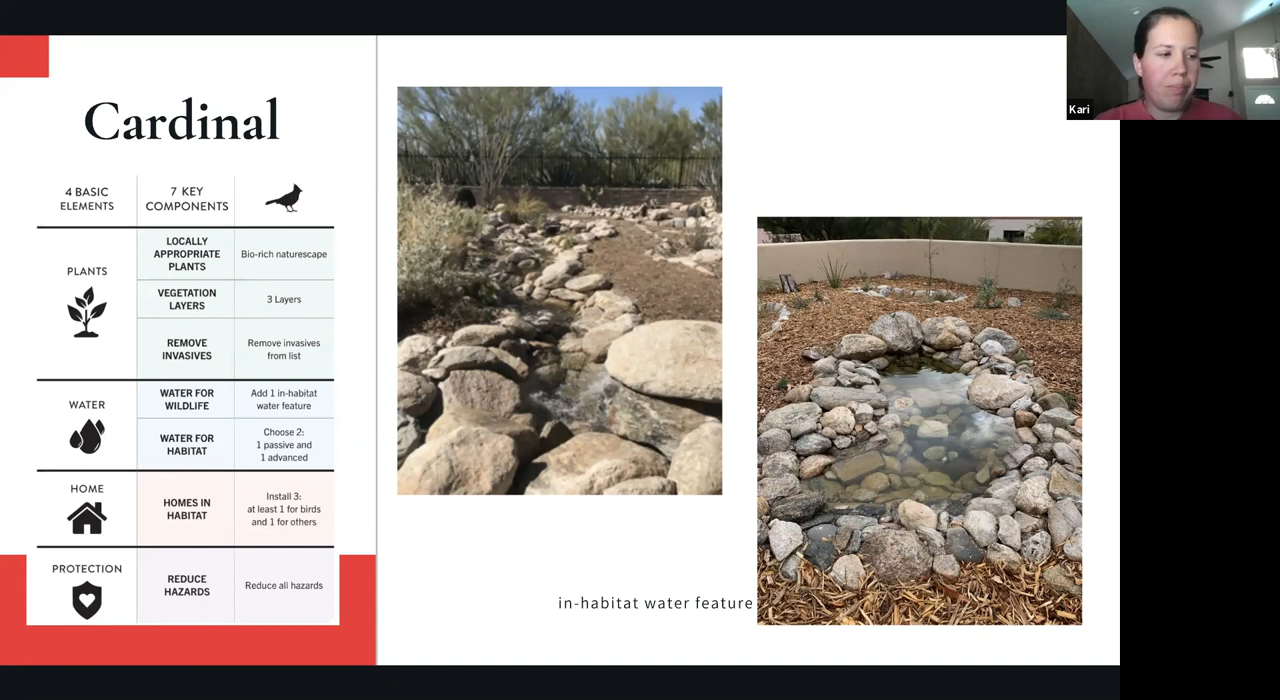 Cardinal
4 BASIC
ELEMENTS
7 KEY
COMPONENTS
PLANTS
LOCALLY
APPROPRIATE
PLANTS
Bio-rich naturescape
VEGETATION
LAYERS
3 Layers
REMOVE
INVASIVES
Remove invasives
from list
WATER
WATER FOR
WILDLIFE
Add 1 in-habitat
water feature
WATER FOR
HABITAT
Choose 2:
1 passive and
1 advanced
HOME
HOMES IN
HABITAT
Install 3:
at least 1 for birds
and 1 for others
PROTECTION
REDUCE
HAZARDS
Reduce all hazards
in-habitat water feature
Kari